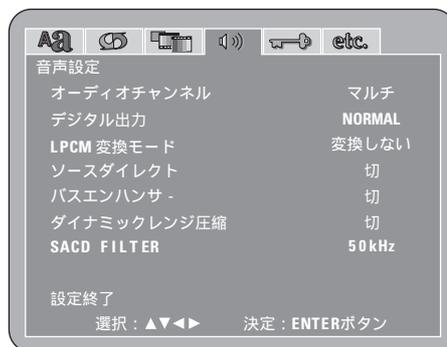 Aa etc.
音声設定
オーディオチャンネル マルチ
デジタル出力 NORMAL
LPCM 変換モード 変換しない
ソースダイレクト 切
バスエンハンサ - 切
ダイナミックレンジ圧縮 切
SACD FILTER 50kHz
設定終了
選択：▲▼◀▶ 決定：ENTERボタン